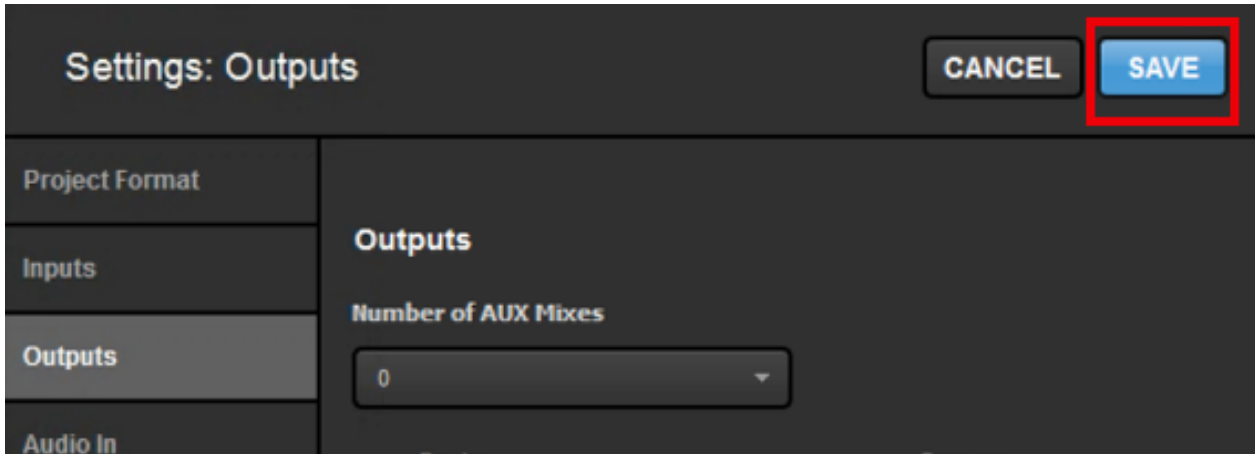 Settings: Outputs
CANCEL
SAVE
Project Format
Inputs
Outputs
Audio In
Outputs
Number of AUX Mixes
0